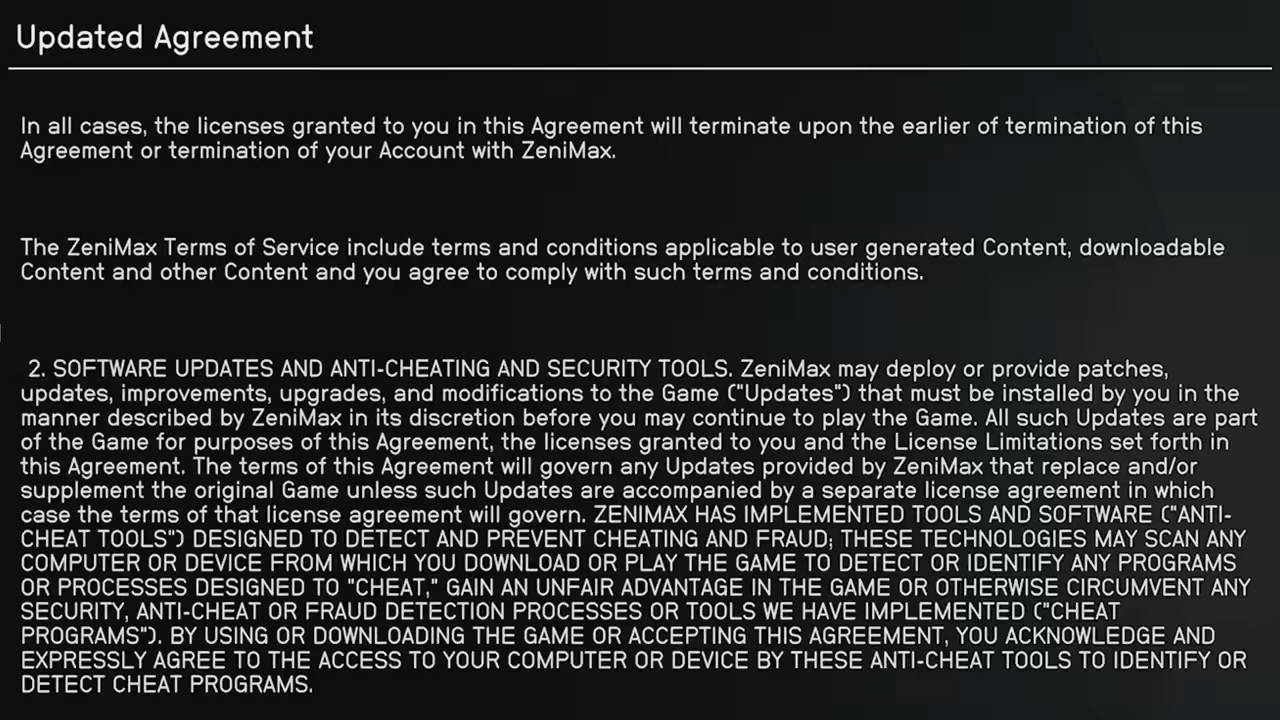 Updated Agreement
In all cases, the licenses granted to you in this Agreement will terminate upon the earlier of termination of this
Agreement or termination of your Account with ZeniMax.
The ZeniMax Terms of Service include terms and conditions applicable to user generated Content, downloadable
Content and other Content and you agree to comply with such terms and conditions.
2. SOFTWARE UPDATES AND ANTI-CHEATING AND SECURITY TOOLS. ZeniMax may deploy or provide patches,
updates, improvements, upgrades, and modifications to the Game ("Updates") that must be installed by you in the
manner described by ZeniMax in its discretion before you may continue to play the Game. All such Updates are part
of the Game for purposes of this Agreement, the licenses granted to you and the License Limitations set forth in
this Agreement. The terms of this Agreement will govern any Updates provided by ZeniMax that replace and/or
supplement the original Game unless such Updates are accompanied by a separate license agreement in which
case the terms of that license agreement will govern. ZENIMAX HAS IMPLEMENTED TOOLS AND SOFTWARE ("ANTI-
CHEAT TOOLS") DESIGNED TO DETECT AND PREVENT CHEATING AND FRAUD; THESE TECHNOLOGIES MAY SCAN ANY
COMPUTER OR DEVICE FROM WHICH YOU DOWNLOAD OR PLAY THE GAME TO DETECT OR IDENTIFY ANY PROGRAMS
OR PROCESSES DESIGNED TO "CHEAT," GAIN AN UNFAIR ADVANTAGE IN THE GAME OR OTHERWISE CIRCUMVENT ANY
SECURITY, ANTI-CHEAT OR FRAUD DETECTION PROCESSES OR TOOLS WE HAVE IMPLEMENTED ("CHEAT
PROGRAMS"). BY USING OR DOWNLOADING THE GAME OR ACCEPTING THIS AGREEMENT, YOU ACKNOWLEDGE AND
EXPRESSLY AGREE TO THE ACCESS TO YOUR COMPUTER OR DEVICE BY THESE ANTI-CHEAT TOOLS TO IDENTIFY OR
DETECT CHEAT PROGRAMS.